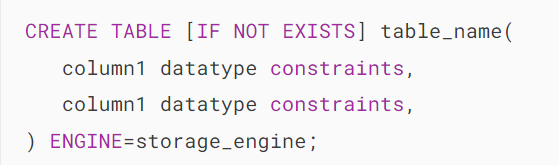 CREATE TABLE [IF NOT EXISTS] table_name(
column1 datatype constraints,
column1 datatype constraints,
) ENGINE=storage_engine;